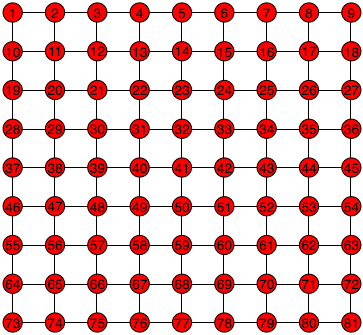 1 2 3 4 5 6 7 8 9
10 11 12 13 14 15 16 17 18
19 20 21 22 23 24 25 26 27
28 29 30 31 32 33 34 35 36
37 38 39 40 41 42 43 44 45
46 47 48 49 50 51 52 53 54
55 56 57 58 59 60 61 62 63
64 65 66 67 68 69 70 71 72
73 74 75 76 77 78 79 80 81